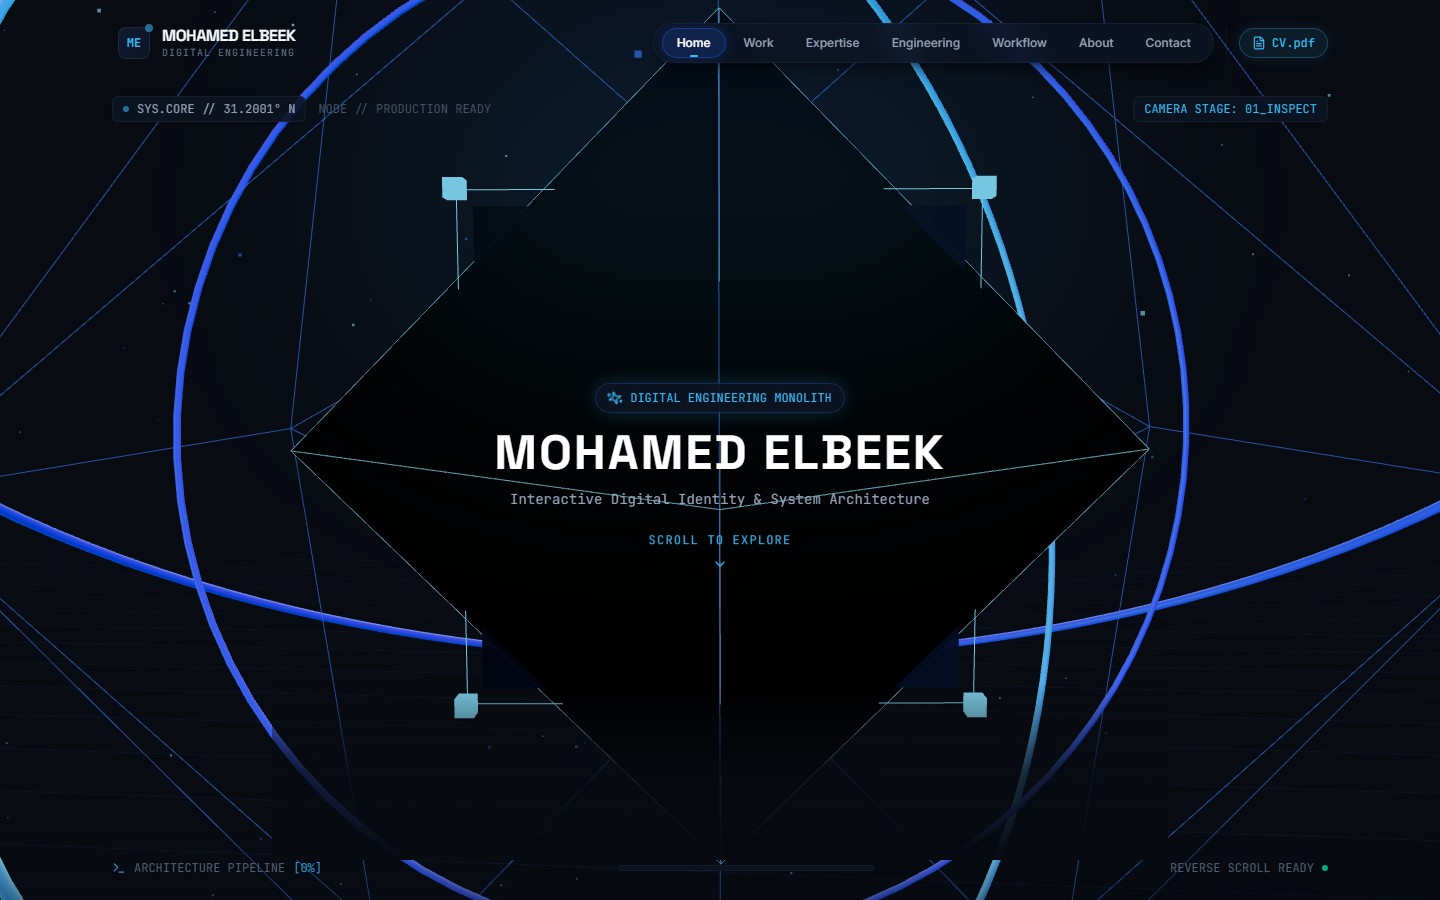 ME
MOHAMED ELBEEK
DIGITAL ENGINEERING
Home
Work
Expertise
Engineering
Workflow
About
Contact
CV.pdf
SYS.CORE // 31.2001° N
NODE // PRODUCTION READY
CAMERA STAGE: 01_INSPECT
DIGITAL ENGINEERING MONOLITH
MOHAMED ELBEEK
Interactive Digital Identity & System Architecture
SCROLL TO EXPLORE
ARCHITECTURE PIPELINE [0%]
REVERSE SCROLL READY